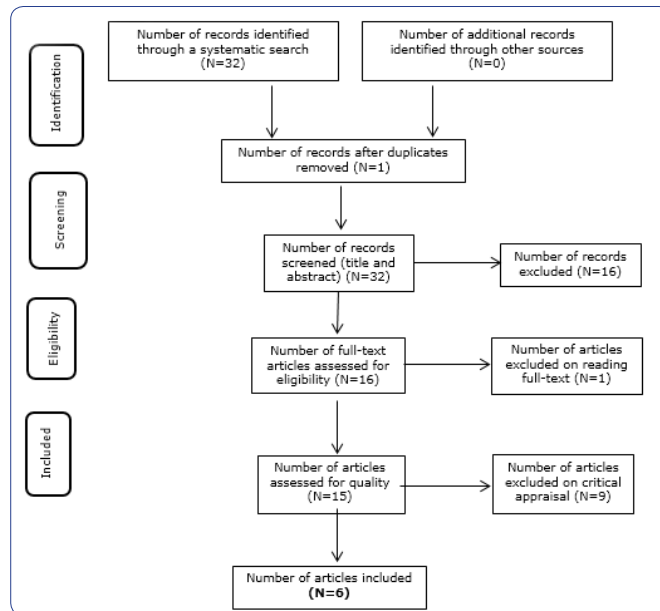 Number of records identified
through a systematic search
(N=32)
Number of additional records
identified through other sources
(N=0)
Identification
Number of records after duplicates
removed (N=1)
Screening
Number of records
screened (title and
abstract) (N=32)
Number of records
excluded (N=16)
Eligibility
Number of full-text
articles assessed for
eligibility (N=16)
Number of articles
excluded on reading
full-text (N=1)
Included
Number of articles
assessed for quality
(N=15)
Number of articles
excluded on critical
appraisal (N=9)
Number of articles included
(N=6)